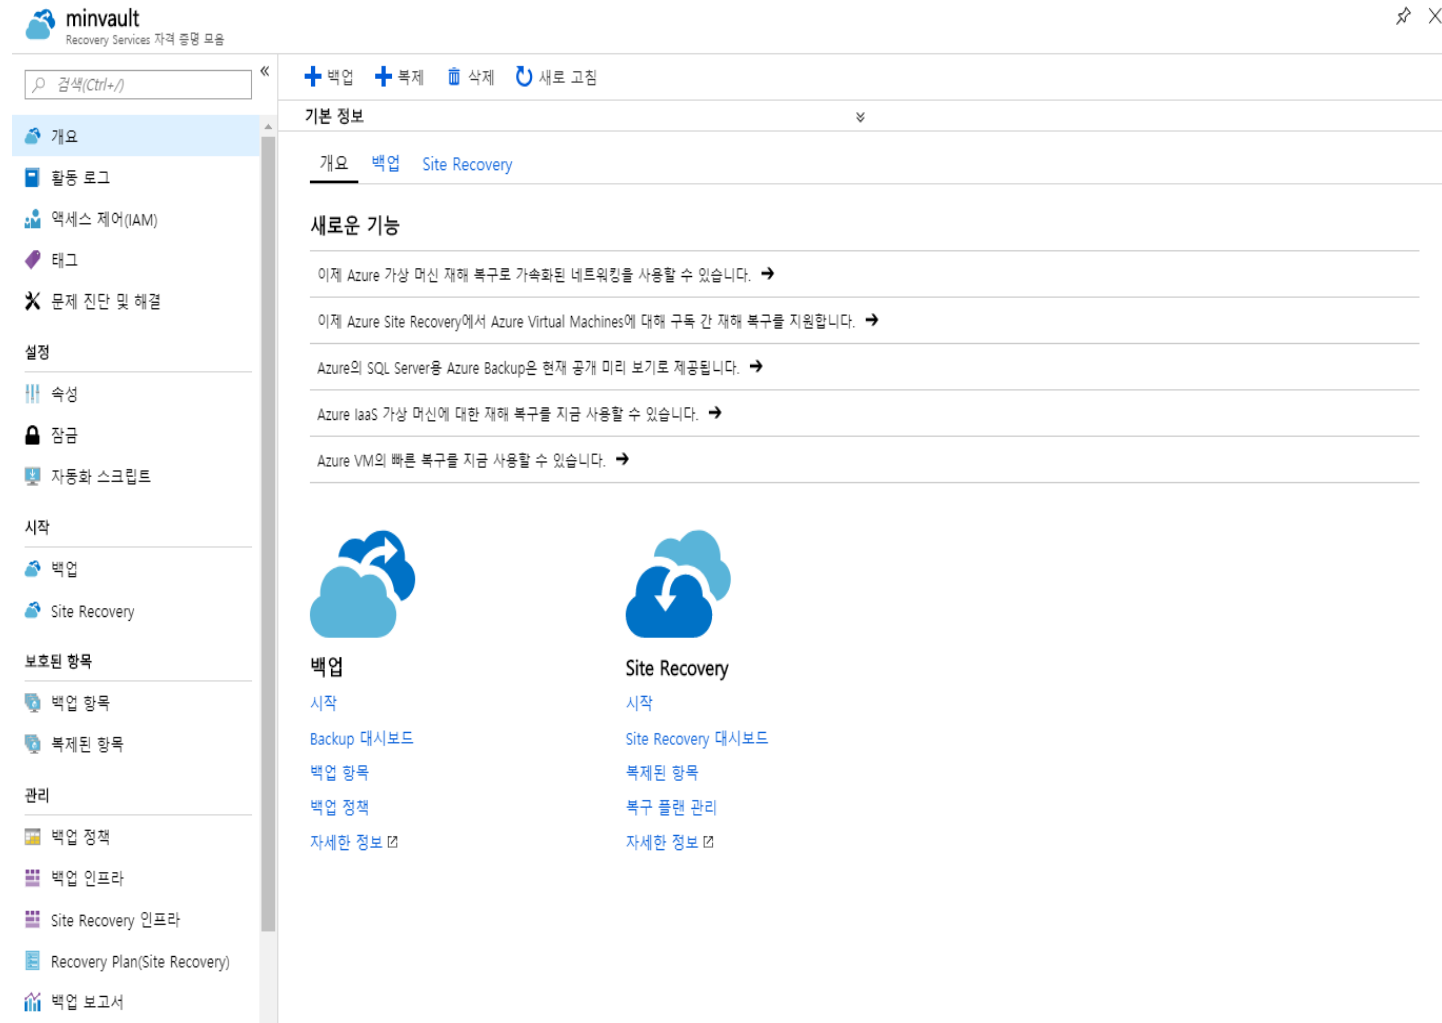 minvault
Recovery Services 자격 증명 모음
검색(Ctrl+/)
개요
활동 로그
액세스 제어(IAM)
태그
문제 진단 및 해결
설정
속성
잠금
자동화 스크립트
시작
백업
Site Recovery
보호된 항목
백업 항목
복제된 항목
관리
백업 정책
백업 인프라
Site Recovery 인프라
Recovery Plan(Site Recovery)
백업 보고서
백업 복제 삭제 새로 고침
기본 정보
개요 백업 Site Recovery
새로운 기능
이제 Azure 가상 머신 재해 복구로 가속화된 네트워킹을 사용할 수 있습니다.
이제 Azure Site Recovery에서 Azure Virtual Machines에 대해 구독 간 재해 복구를 지원합니다.
Azure의 SQL Server용 Azure Backup은 현재 공개 미리 보기로 제공됩니다.
Azure IaaS 가상 머신에 대한 재해 복구를 지금 사용할 수 있습니다.
Azure VM의 빠른 복구를 지금 사용할 수 있습니다.
백업
시작
Backup 대시보드
백업 항목
백업 정책
자세한 정보
Site Recovery
시작
Site Recovery 대시보드
복제된 항목
복구 플랜 관리
자세한 정보